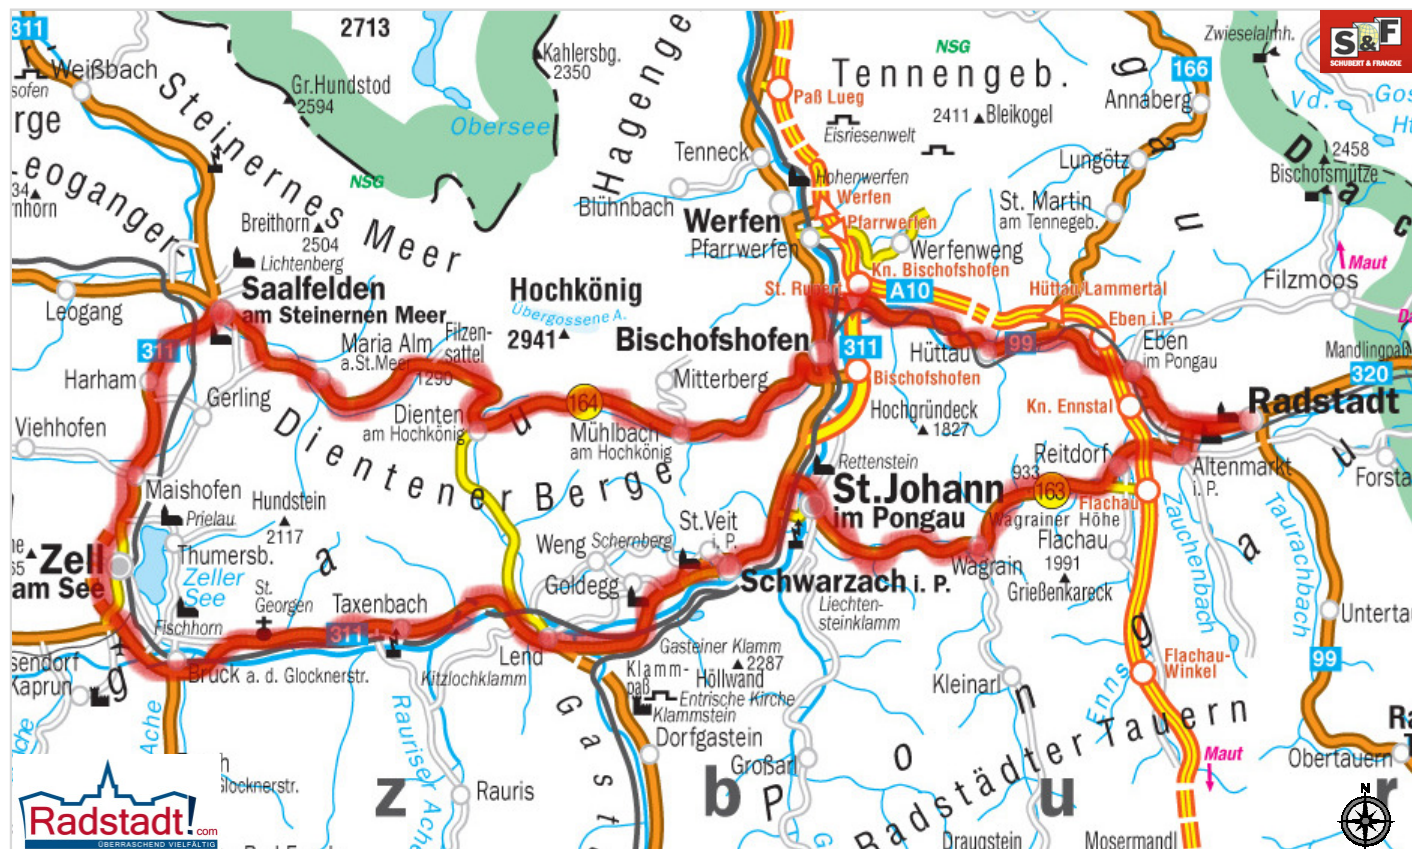 311
2713
Kahlersbg.
2350
Hagenge
NSG
Tennengeb.
166
Zwieselalmh.
S&F
SCHUBERT & FRANZKE
Weißbach
Gr.Hundstod
2594
Obersee
Paß Lueg
Eisriesenwelt
2411
Bleikogel
Annaberg
Vd.
Gos
rge
Steinernes Meer
Leoganger
NSG
Tenneck
Hohenwerfen
Lungötz
2458
Bischofsmütze
Blühnbach
Werfen
Werfen
Pfarrwerfen
Pfarrwerfen
Werfenweng
St. Martin
am Tennegeb.
Breithorn
2504
Lichtenberg
Kn. Bischofshofen
Maut
Filzmoos
Leogang
Saalfelden
am Steinernen Meer
Hochkönig
Übergossene A.
2941
St. Rupert
A10
Hüttau/Lammertal
Eben i.P.
311
Maria Alm
a.St.Meer
Filzen-
sattel
1290
Bischofshofen
311
Hüttau
99
Eben
im Pongau
Mandlingpaß
320
Harham
Gerling
Mitterberg
Bischofshofen
Radstadt
Viehhofen
Dienten
am Hochkönig
164
Mühlbach
am Hochkönig
Hochgründeck
1827
Kn. Ennstal
Dientener Berge
Rettenstein
Reitdorf
933
163
Altenmarkt
i. P.
Forsta
Maishofen
Prielau
Hundstein
2117
St.Johann
im Pongau
Wagrainer Höhe
Flachau
Zell
am See
Thumersb.
Zeller
See
Weng
Schernberg
St.Veit
i. P.
Flachau
1991
Grießenkareck
Zauchenbach
Taurachbach
Goldegg
Schwarzach i. P.
Wagrain
St.
Georgen
Fischhorn
Taxenbach
311
Liechten-
steinklamm
Untertau
Bruck a. d. Glocknerstr.
Lend
Kitzlochklamm
Gasteiner Klamm
2287
Höllwand
Klamm-
paß
Entrische Kirche
Klammstein
Kleinarl
Flachau-
Winkel
99
Kaprun
Ache
Rauriser Ache
Enns
Dorfgastein
Radstädter Tauern
Maut
Obertauern
Großarl
Rauris
Gast
z
b
P
o
n
g
a
u
r
N
Glocknerstr.
Radstadt!.com
ÜBERRASCHEND VIELFÄLTIG
Draugstein
Mosermandl